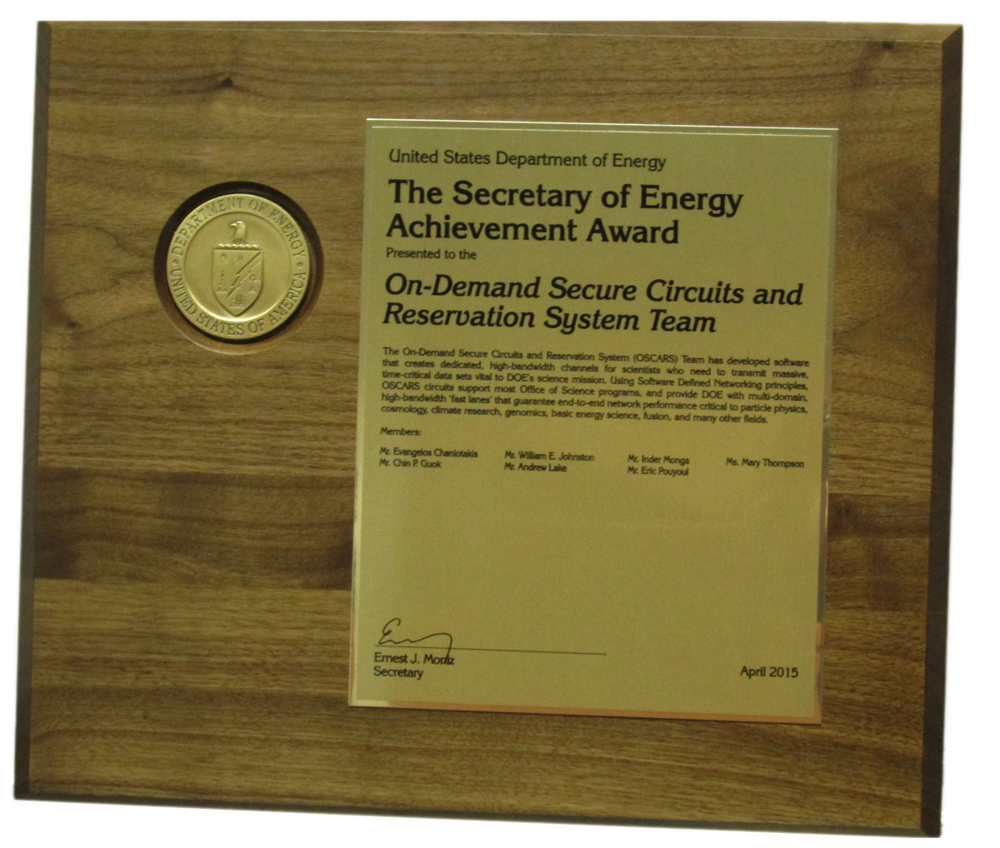 DEPARTMENT OF ENERGY
UNITED STATES OF AMERICA
United States Department of Energy
The Secretary of Energy
Achievement Award
Presented to the
On-Demand Secure Circuits and
Reservation System Team
The On-Demand Secure Circuits and Reservation System (OSCARS) Team has developed software
that creates dedicated, high-bandwidth channels for scientists who need to transmit massive,
time-critical data sets vital to DOE's science mission. Using Software Defined Networking principles,
OSCARS circuits support most Office of Science programs, and provide DOE with multi-domain,
high-bandwidth 'fast lanes' that guarantee end-to-end network performance critical to particle physics,
cosmology, climate research, genomics, basic energy science, fusion, and many other fields.
Members:
Mr. Evangelos Chaniotakis Mr. William E. Johnston Mr. Inder Monga Ms. Mary Thompson
Mr. Chin P. Guok Mr. Andrew Lake Mr. Eric Pouyoul
Ernest J. Moniz
Secretary
April 2015